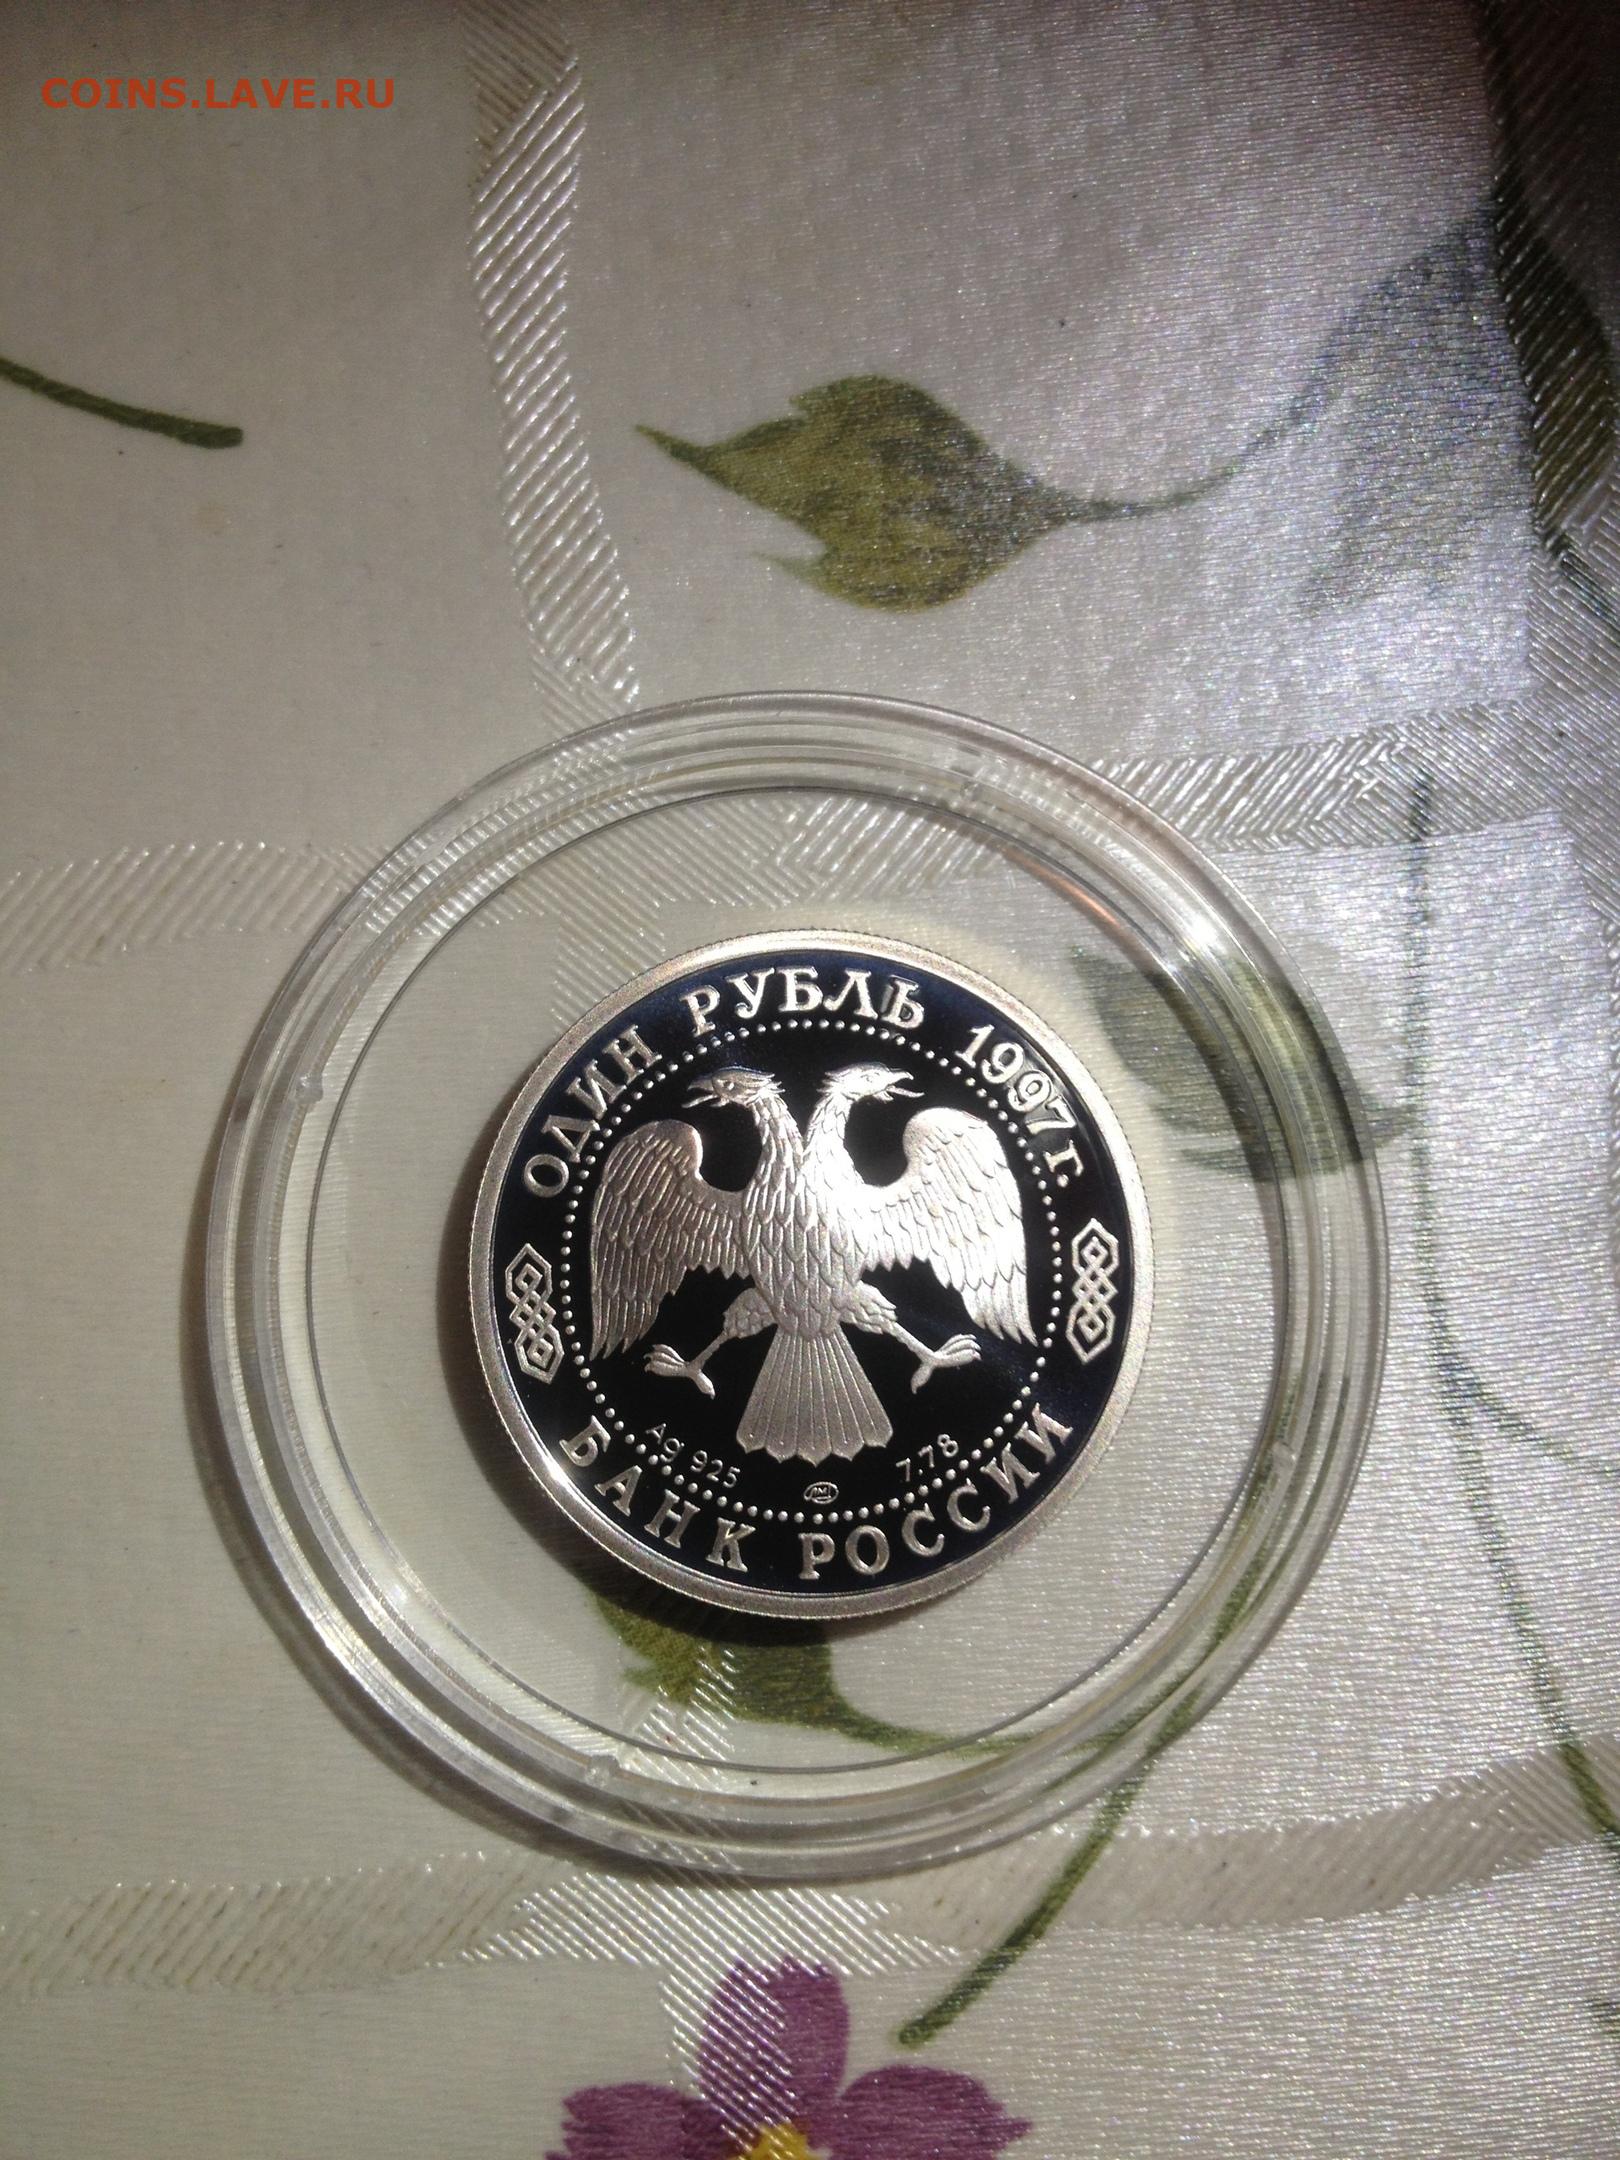 COINS.LAVE.RU
ОДИН РУБЛЬ 1997 г.
Ag 925
ЛМД
7.78
БАНК РОССИИ